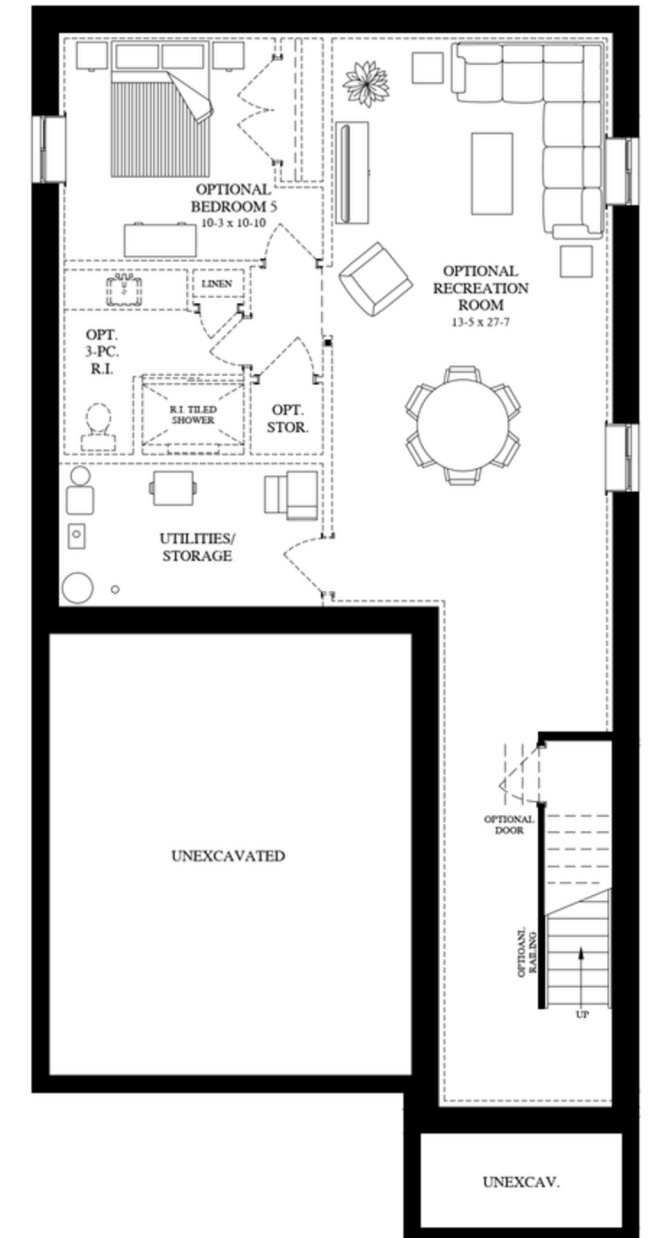 OPTIONAL
BEDROOM 5
10-3 x 10-10
LINEN
OPTIONAL
RECREATION
ROOM
13-5 x 27-7
OPT.
3-PC.
R.I.
R.I. TILED
SHOWER
OPT.
STOR.
UTILITIES/
STORAGE
OPTIONAL
DOOR
UNEXCAVATED
OPTIOANL
RAILING
UP
UNEXCAV.